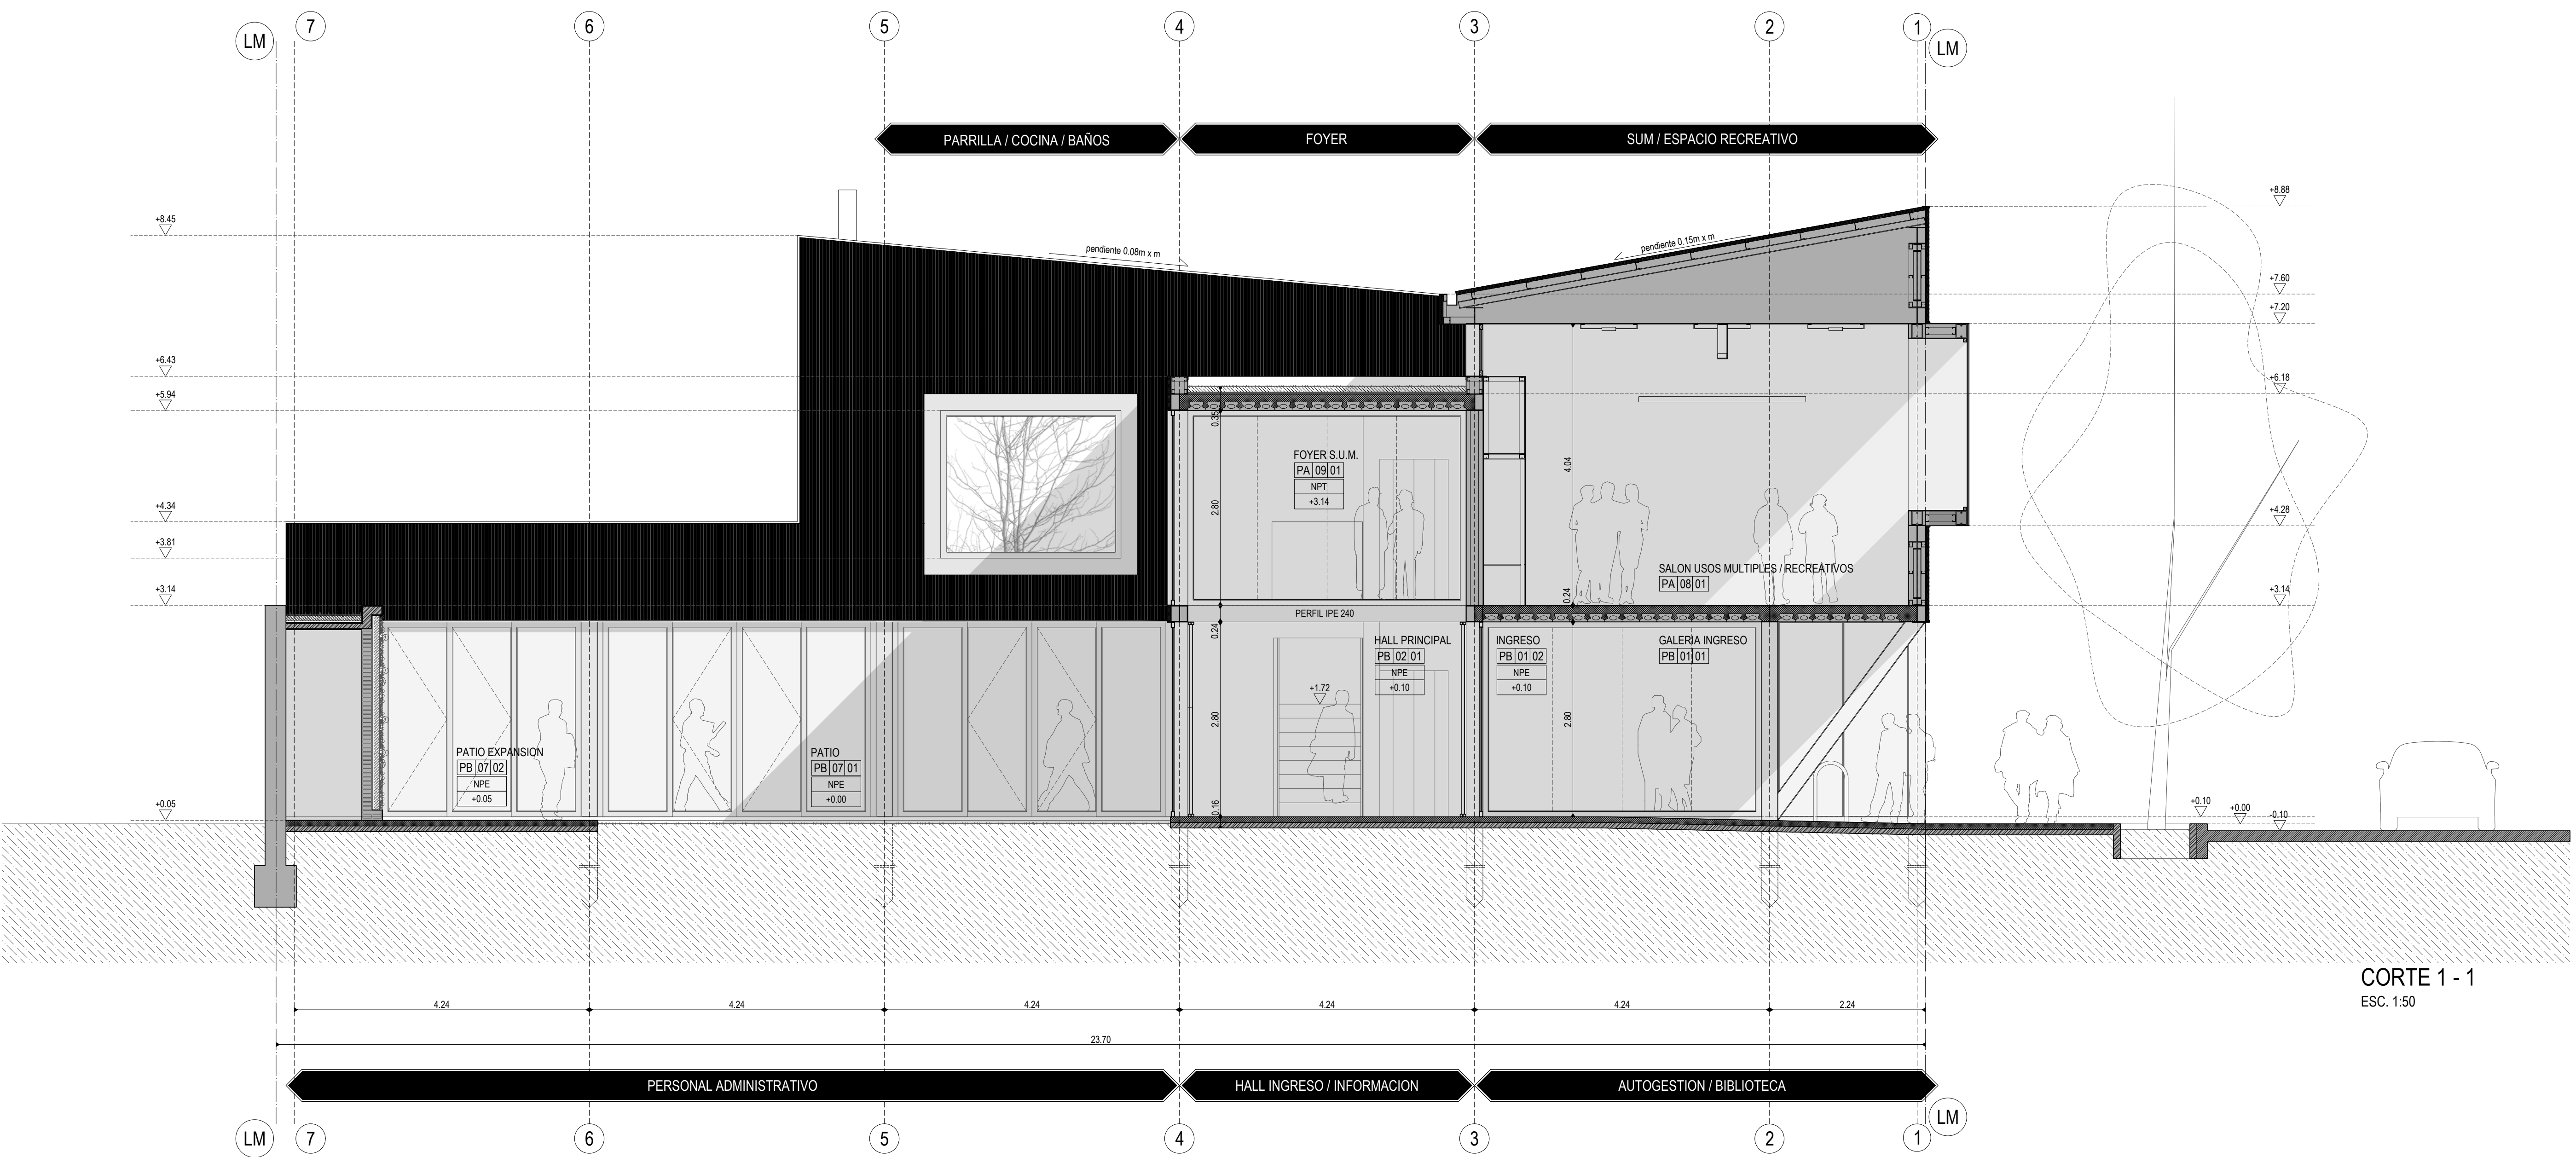 LM
7
6
5
4
3
2
1
LM
PARRILLA / COCINA / BAÑOS
FOYER
SUM / ESPACIO RECREATIVO
+8.45
+6.43
+5.94
+4.34
+3.81
+3.14
+0.05
pendiente 0.08m x m
pendiente 0.15m x m
+8.88
+7.60
+7.20
+6.18
+4.28
+3.14
+0.10
+0.00
-0.10
0.35
2.80
FOYER S.U.M.
PA 09 01
NPT
+3.14
4.04
0.24
SALON USOS MULTIPLES / RECREATIVOS
PA 08 01
PERFIL IPE 240
0.24
2.80
0.16
+1.72
HALL PRINCIPAL
PB 02 01
NPE
+0.10
INGRESO
PB 01 02
NPE
+0.10
2.80
GALERIA INGRESO
PB 01 01
PATIO EXPANSION
PB 07 02
NPE
+0.05
PATIO
PB 07 01
NPE
+0.00
CORTE 1 - 1
ESC. 1:50
4.24
4.24
4.24
4.24
4.24
2.24
23.70
PERSONAL ADMINISTRATIVO
HALL INGRESO / INFORMACION
AUTOGESTION / BIBLIOTECA
LM
7
6
5
4
3
2
1
LM